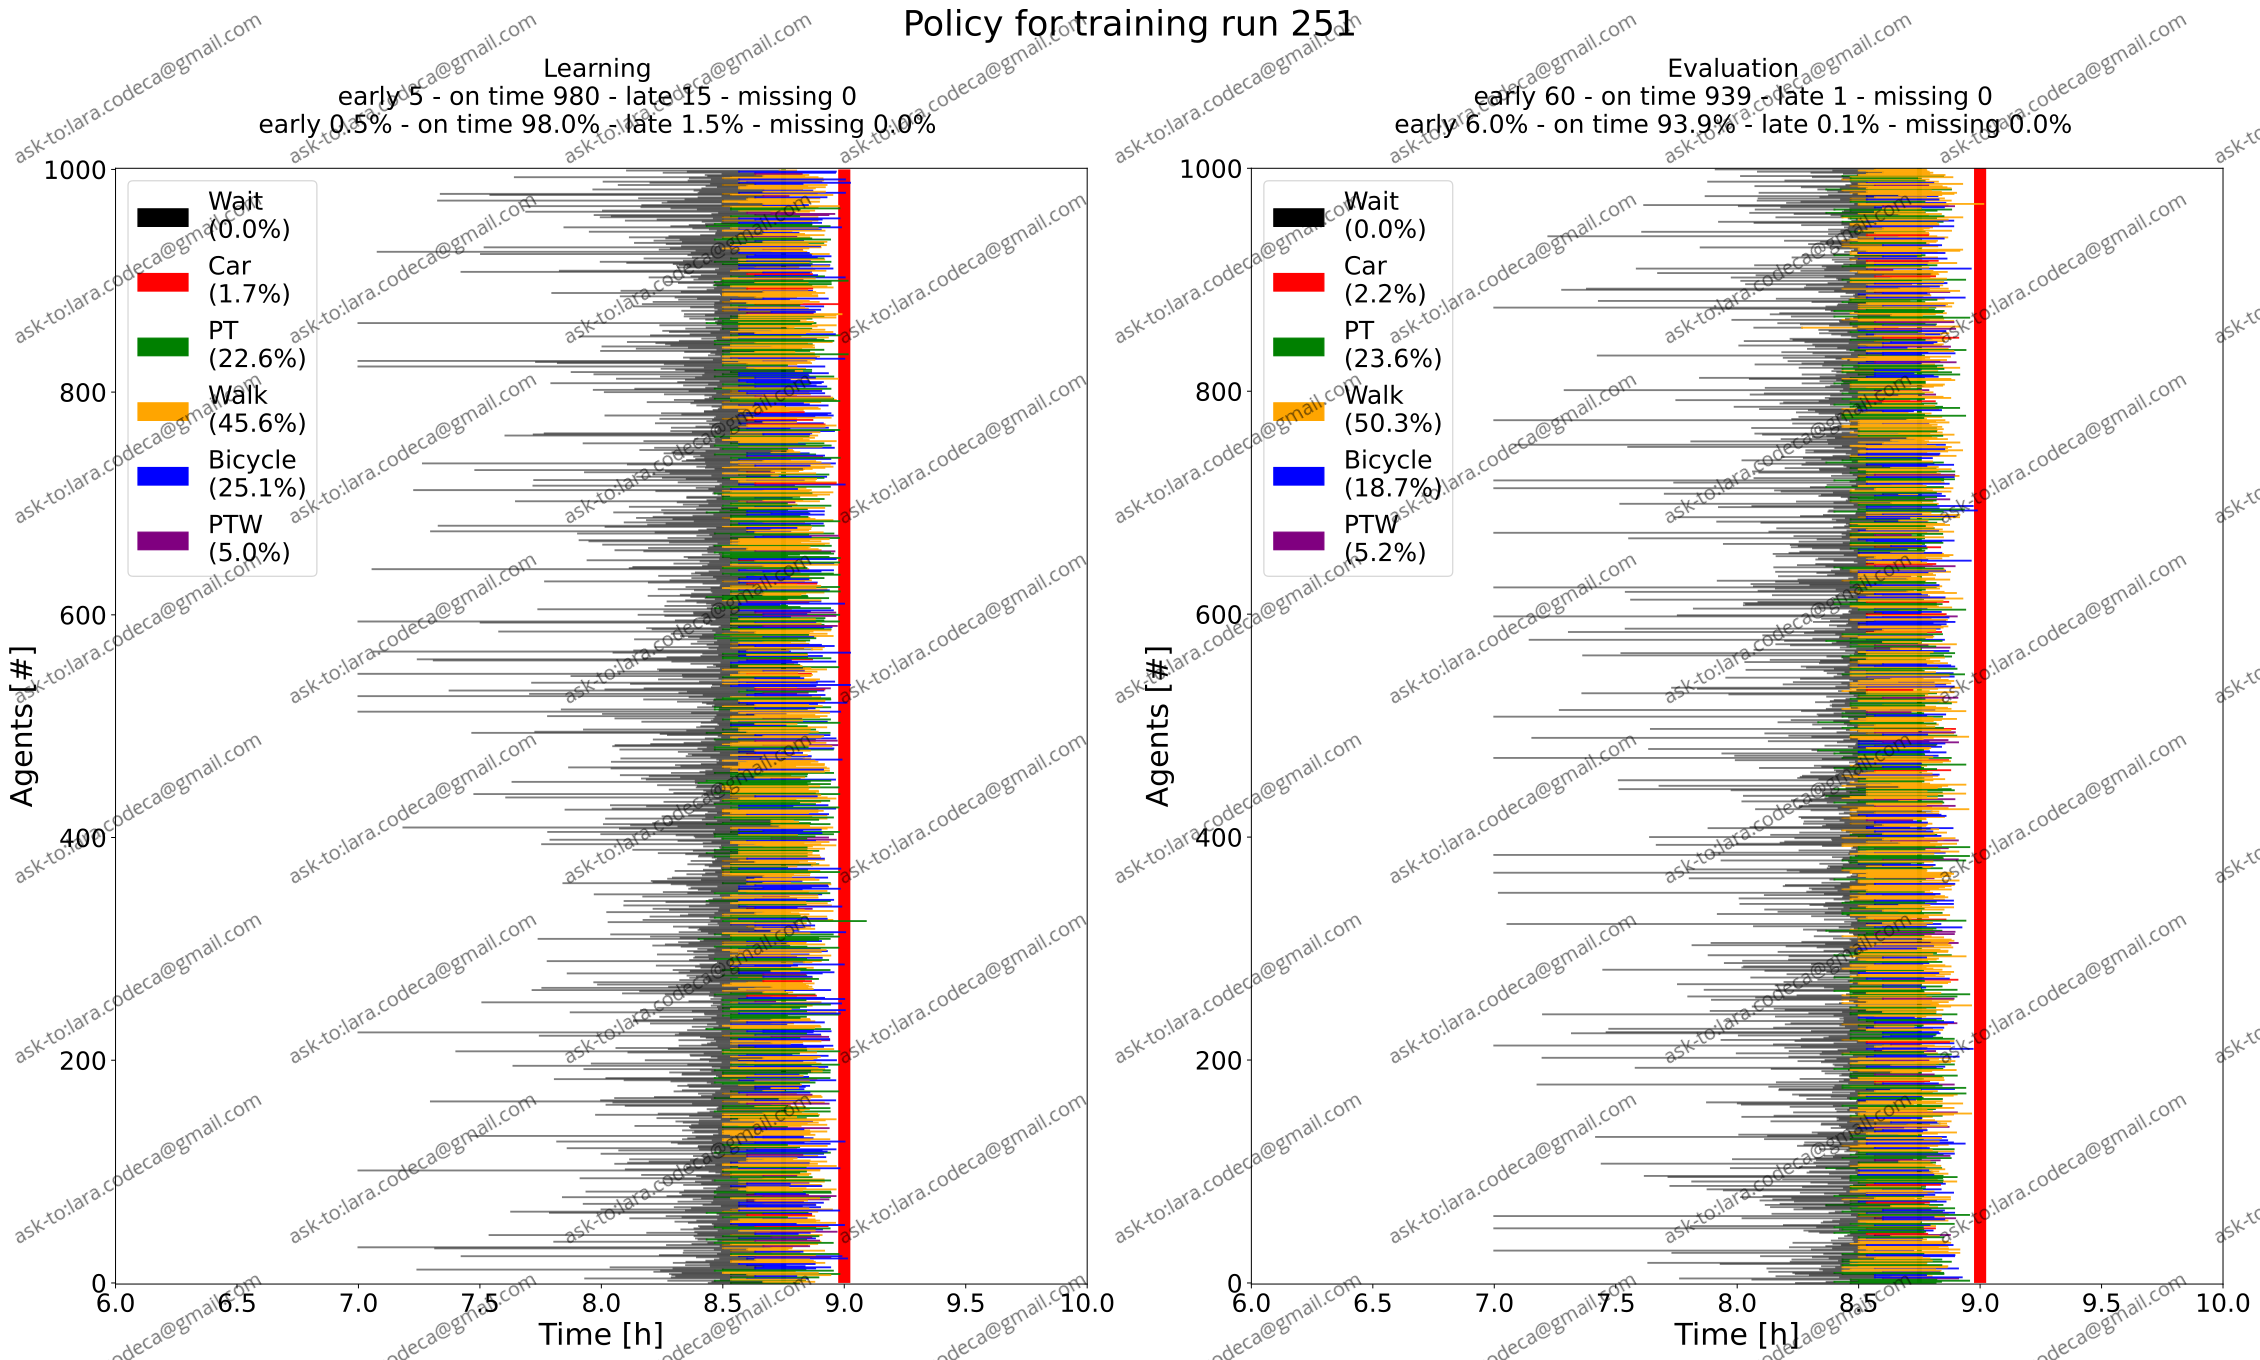 Policy for training run 251
Learning
early 5 - on time 980 - late 15 - missing 0
early 0.5% - on time 98.0% - late 1.5% - missing 0.0%
Wait
(0.0%)
Car
(1.7%)
PT
(22.6%)
Walk
(45.6%)
Bicycle
(25.1%)
PTW
(5.0%)
1000
800
600
400
200
0
Agents [#]
6.0 6.5 7.0 7.5 8.0 8.5 9.0 9.5 10.0
Time [h]
Evaluation
early 60 - on time 939 - late 1 - missing 0
early 6.0% - on time 93.9% - late 0.1% - missing 0.0%
Wait
(0.0%)
Car
(2.2%)
PT
(23.6%)
Walk
(50.3%)
Bicycle
(18.7%)
PTW
(5.2%)
1000
800
600
400
200
0
Agents [#]
6.0 6.5 7.0 7.5 8.0 8.5 9.0 9.5 10.0
Time [h]
ask-to:lara.codeca@gmail.com